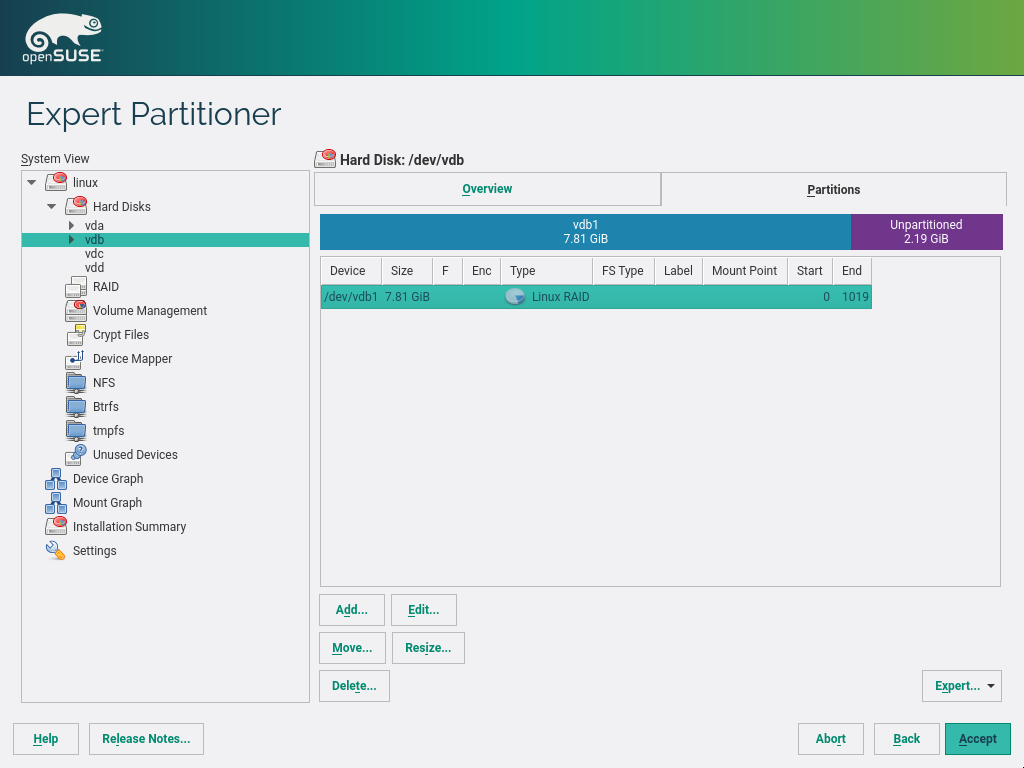 openSUSE
Expert Partitioner
System View
linux
Hard Disks
vda
vdb
vdc
vdd
RAID
Volume Management
Crypt Files
Device Mapper
NFS
Btrfs
tmpfs
Unused Devices
Device Graph
Mount Graph
Installation Summary
Settings
Hard Disk: /dev/vdb
Overview Partitions
vdb1 Unpartitioned
7.81 GiB 2.19 GiB
Device Size F Enc Type FS Type Label Mount Point Start End
/dev/vdb1 7.81 GiB Linux RAID 0 1019
Add... Edit...
Move... Resize...
Delete... Expert...
Help Release Notes... Abort Back Accept